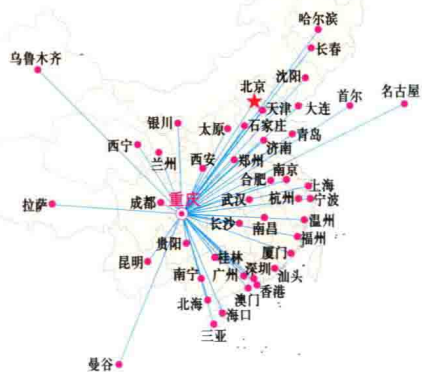 哈尔滨
长春
乌鲁木齐
沈阳
北京
首尔
名古屋
天津
大连
银川
太原
石家庄
青岛
西宁
济南
兰州
西安
郑州
合肥
南京
上海
拉萨
成都
重庆
武汉
杭州
宁波
长沙
南昌
温州
福州
贵阳
昆明
桂林
厦门
南宁
广州
深圳
汕头
北海
澳门
香港
海口
三亚
曼谷